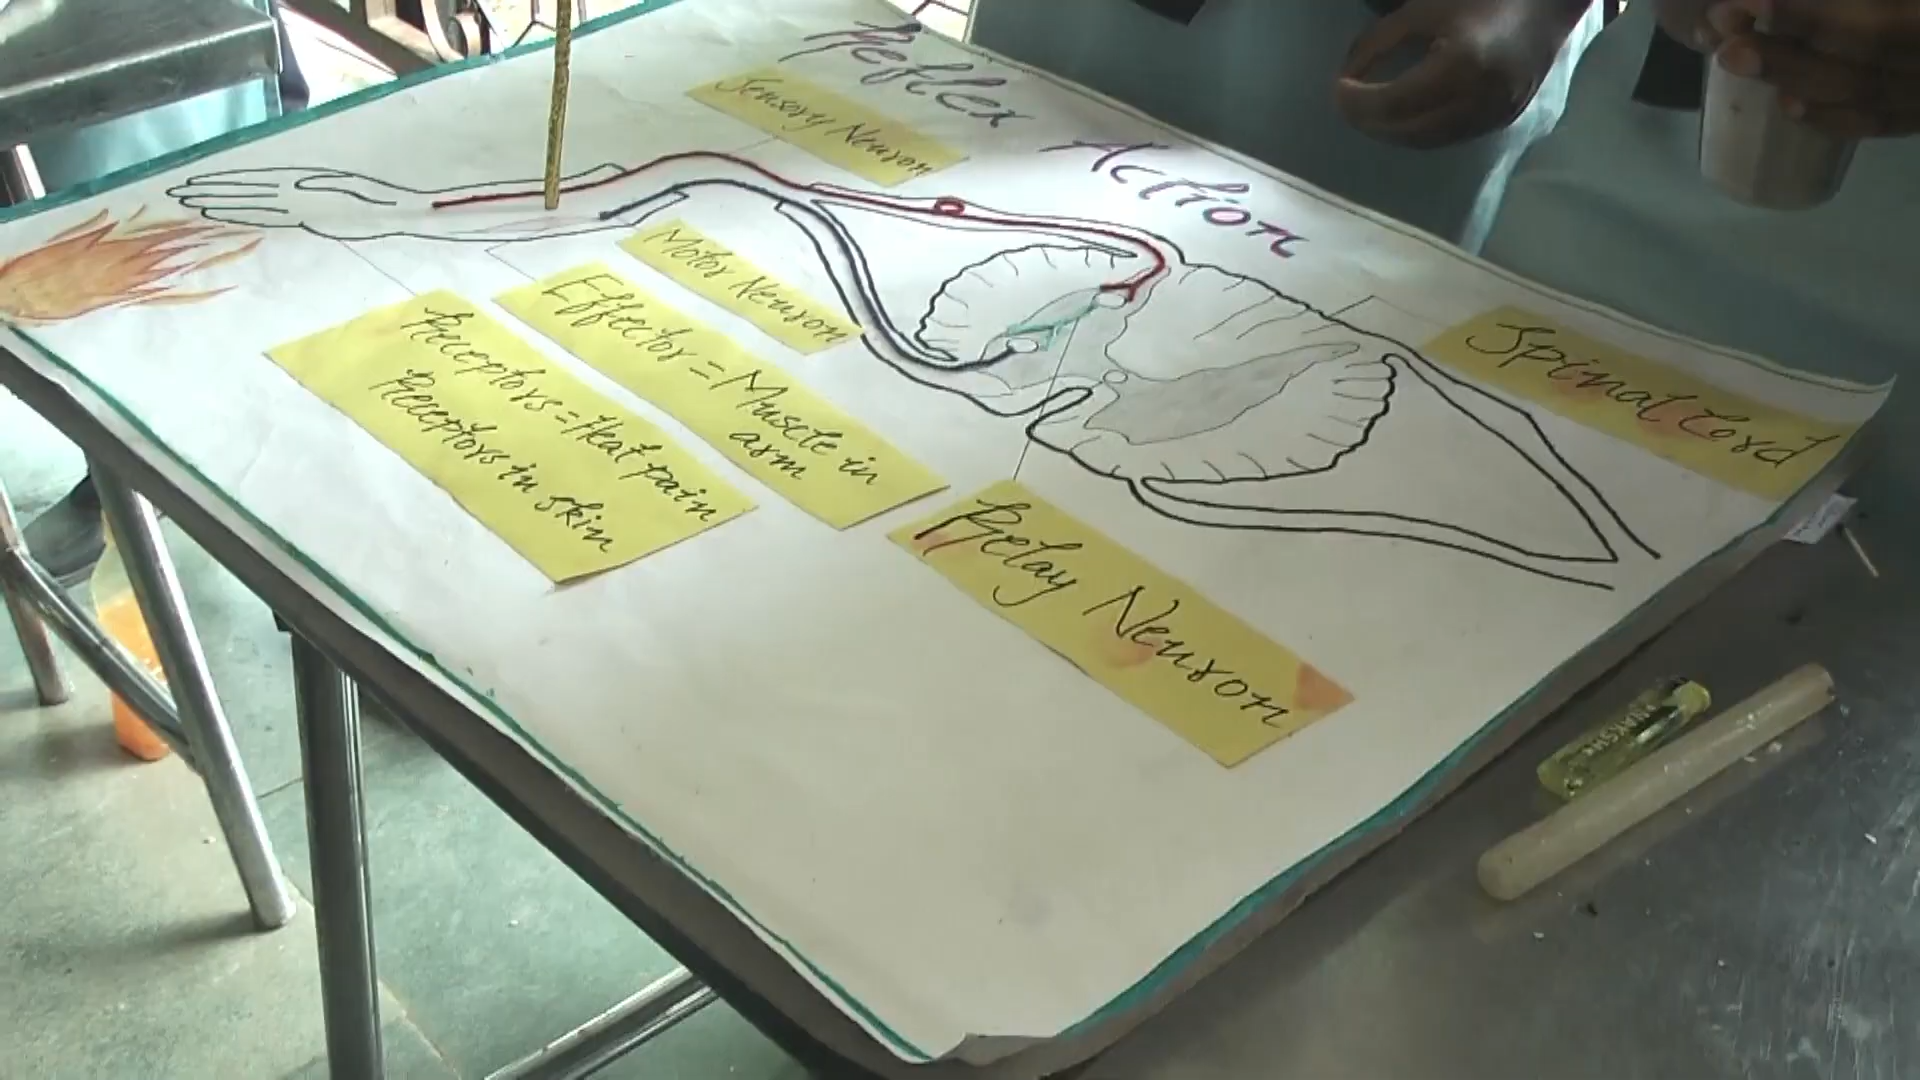 Reflex Action
Sensory Neuron
Motor Neuron
Effector = Muscle in
arm
Receptors = Heat pain
Receptors in skin
Spinal Cord
Relay Neuron